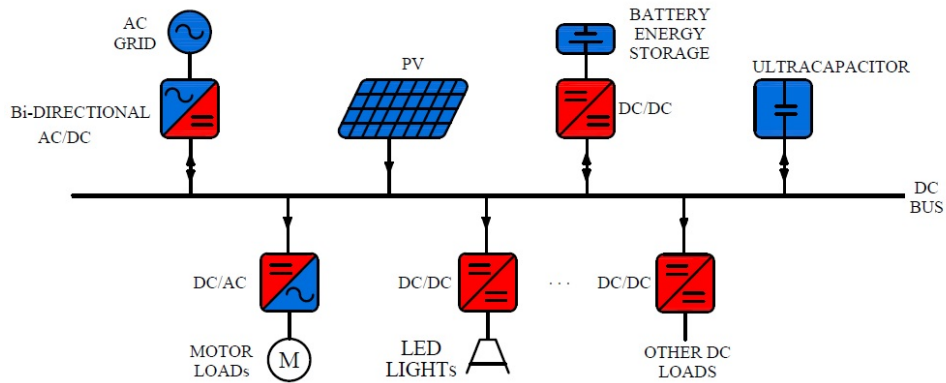 AC
GRID
BATTERY
ENERGY
STORAGE
PV
ULTRACAPACITOR
Bi-DIRECTIONAL
AC/DC
DC/DC
DC
BUS
DC/AC
DC/DC
. . .
DC/DC
M
MOTOR
LOADs
LED
LIGHTs
OTHER DC
LOADS